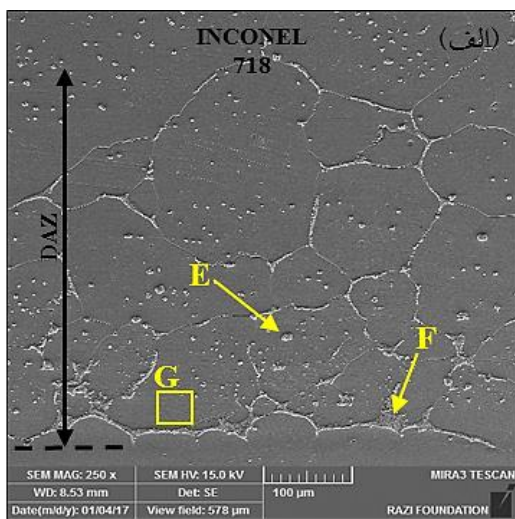 INCONEL
718
(الف)
DAZ
E
F
G
SEM MAG: 250 x
SEM HV: 15.0 kV
MIRA3 TESCAN
WD: 8.53 mm
Det: SE
100 µm
Date(m/d/y): 01/04/17
View field: 578 µm
RAZI FOUNDATION